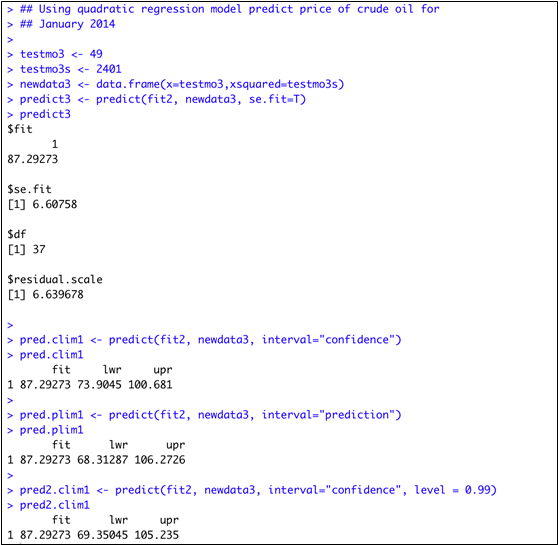 > ## Using quadratic regression model predict price of crude oil for
> ## January 2014
>
> testmo3 <- 49
> testmo3s <- 2401
> newdata3 <- data.frame(x=testmo3,xsquared=testmo3s)
> predict3 <- predict(fit2, newdata3, se.fit=T)
> predict3
$fit
       1
87.29273

$se.fit
[1] 6.60758

$df
[1] 37

$residual.scale
[1] 6.639678

>
> pred.clim1 <- predict(fit2, newdata3, interval="confidence")
> pred.clim1
       fit     lwr     upr
1 87.29273 73.9045 100.681
>
> pred.plim1 <- predict(fit2, newdata3, interval="prediction")
> pred.plim1
       fit      lwr      upr
1 87.29273 68.31287 106.2726
>
> pred2.clim1 <- predict(fit2, newdata3, interval="confidence", level = 0.99)
> pred2.clim1
       fit      lwr     upr
1 87.29273 69.35045 105.235